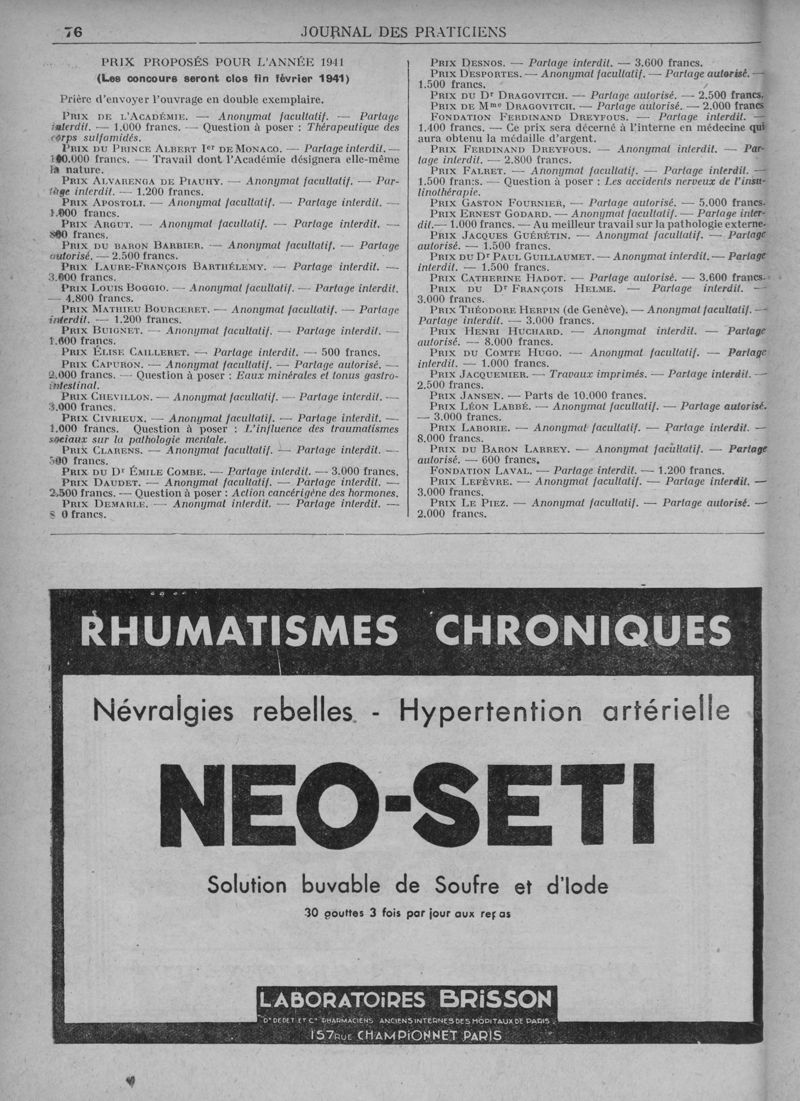 76
JOURNAL DES PRATICIENS
PRIX PROPOSÉS POUR L'ANNÉE 1941
(Les concours seront clos fin février 1941)
Prière d'envoyer l'ouvrage en double exemplaire.
PRIX DE L'ACADÉMIE. — Anonymat facultatif. — Partage
interdit. — 1.000 francs. — Question à poser : Thérapeutique des
corps sulfamidés.
PRIX DU PRINCE ALBERT Ier DE MONACO. — Partage interdit. —
100.000 francs. — Travail dont l'Académie désignera elle-même
la nature.
PRIX ALVARENGA DE PIAUHY. — Anonymat facultatif. — Par-
tage interdit. — 1.200 francs.
PRIX APOSTOLI. — Anonymat facultatif. — Partage interdit. —
1.000 francs.
PRIX ARGUT. — Anonymat facultatif. — Partage interdit. —
800 francs.
PRIX DU BARON BARBIER. — Anonymat facultatif. — Partage
autorisé. — 2.500 francs.
PRIX LAURE-FRANÇOIS BARTHÉLEMY. — Partage interdit. —
3.000 francs.
PRIX LOUIS BOGGIO. — Anonymat facultatif. — Partage interdit.
— 4.800 francs.
PRIX MATHIEU BOURCERET. — Anonymat facultatif. — Partage
interdit. — 1.200 francs.
PRIX BUIGNET. — Anonymat facultatif. — Partage interdit. —
1.600 francs.
PRIX ÉLISE CAILLERET. — Partage interdit. — 500 francs.
PRIX CAPURON. — Anonymat facultatif. — Partage autorisé. —
2.000 francs. — Question à poser : Eaux minérales et tonus gastro-
intestinal.
PRIX CHEVILLON. — Anonymat facultatif. — Partage interdit. —
3.000 francs.
PRIX CIVRIEUX. — Anonymat facultatif. — Partage interdit. —
1.000 francs. Question à poser : L'influence des traumatismes
sociaux sur la pathologie mentale.
PRIX CLARENS. — Anonymat facultatif. — Partage interdit. —
500 francs.
PRIX DU Dr ÉMILE COMBE. — Partage interdit. — 3.000 francs.
PRIX DAUDET. — Anonymat facultatif. — Partage interdit. —
2.500 francs. — Question à poser : Action cancérigène des hormones.
PRIX DEMARLE. — Anonymat interdit. — Partage interdit. —
francs.
PRIX DESNOS. — Partage interdit. — 3.600 francs.
PRIX DESPORTES. — Anonymat facultatif. — Partage autorisé. —
1.500 francs.
PRIX DU Dr DRAGOVITCH. — Partage autorisé. — 2.500 francs.
PRIX DE Mme DRAGOVITCH. — Partage autorisé. — 2.000 francs
FONDATION FERDINAND DREYFOUS. — Partage interdit. —
1.400 francs. — Ce prix sera décerné à l'interne en médecine qui
aura obtenu la médaille d'argent.
PRIX FERDINAND DREYFOUS. — Anonymat interdit. — Par-
tage interdit. — 2.800 francs.
PRIX FALRET. — Anonymat facultatif. — Partage interdit. —
1.500 francs. — Question à poser : Les accidents nerveux de l'insu-
linothérapie.
PRIX GASTON FOURNIER, — Partage autorisé. — 5.000 francs.
PRIX ERNEST GODARD. — Anonymat facultatif. — Partage inter-
dit. — 1.000 francs. — Au meilleur travail sur la pathologie externe.
PRIX JACQUES GUÉRÉTIN. — Anonymat facultatif. — Partage
autorisé. — 1.500 francs.
PRIX DU Dr PAUL GUILLAUMET. — Anonymat interdit. — Partage
interdit. — 1.500 francs.
PRIX CATHERINE HADOT. — Partage autorisé. — 3.600 francs.
PRIX DU Dr FRANÇOIS HELME. — Partage interdit. —
3.000 francs.
PRIX THÉODORE HERPIN (de Genève). — Anonymat facultatif. —
Partage interdit. — 3.000 francs.
PRIX HENRI HUCHARD. — Anonymat interdit. — Partage
autorisé. — 8.000 francs.
PRIX DU COMTE HUGO. — Anonymat facultatif. — Partage
interdit. — 1.000 francs.
PRIX JACQUEMIER. — Travaux imprimés. — Partage interdit. —
2.500 francs.
PRIX JANSEN. — Parts de 10.000 francs.
PRIX LÉON LABBÉ. — Anonymat facultatif. — Partage autorisé.
— 3.000 francs.
PRIX LABORIE. — Anonymat facultatif. — Partage interdit. —
8.000 francs.
PRIX DU BARON LARREY. — Anonymat facultatif. — Partage
autorisé. — 600 francs.
FONDATION LAVAL. — Partage interdit. — 1.200 francs.
PRIX LEFÈVRE. — Anonymat facultatif. — Partage interdit. —
3.000 francs.
PRIX LE PIEZ. — Anonymat facultatif. — Partage autorisé. —
2.000 francs.
RHUMATISMES CHRONIQUES
Névralgies rebelles. - Hypertention artérielle
NEO-SETI
Solution buvable de Soufre et d'Iode
30 gouttes 3 fois par jour aux repas
LABORATOIRES BRISSON
Drs DEDET ET Cie PHARMACIENS ANCIENS INTERNES DES HÔPITAUX DE PARIS
157 RUE CHAMPIONNET PARIS